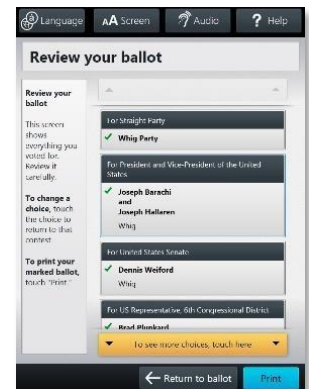 Language
AA Screen
Audio
? Help
Review your ballot
Review your
ballot
This screen
shows
everything you
voted for.
Review it
carefully.
To change a
choice, touch
the choice to
return to that
contest
To print your
marked ballot,
touch "Print."
For Straight Party
Whig Party
For President and Vice-President of the United
States
Joseph Barachi
and
Joseph Hallaren
Whig
For United States Senate
Dennis Weiford
Whig
For US Representative, 6th Congressional District
Brad Plunkard
To see more choices, touch here
Return to ballot
Print